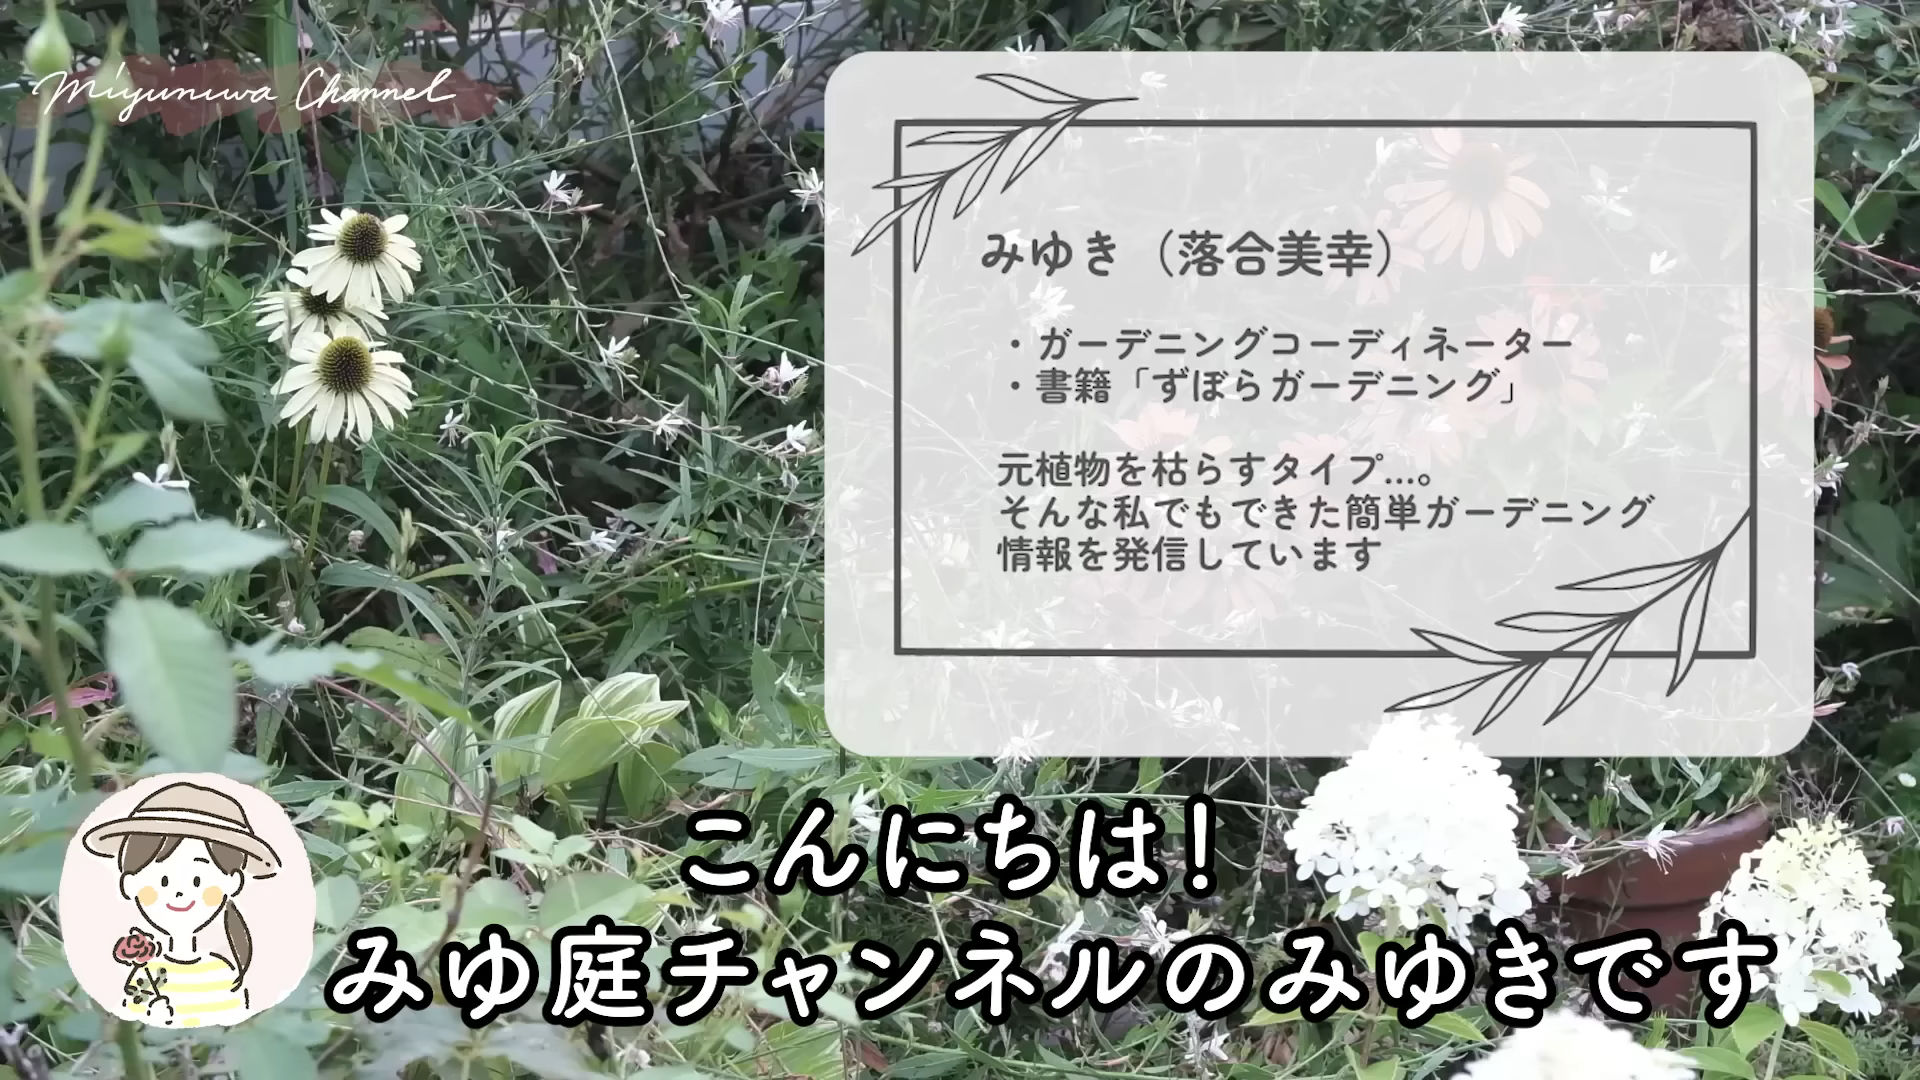 Miyuniwa Channel
みゆき（落合美幸）
・ガーデニングコーディネーター
・書籍「ずぼらガーデニング」
元植物を枯らすタイプ…。
そんな私でもできた簡単ガーデニング
情報を発信しています
こんにちは！
みゆ庭チャンネルのみゆきです